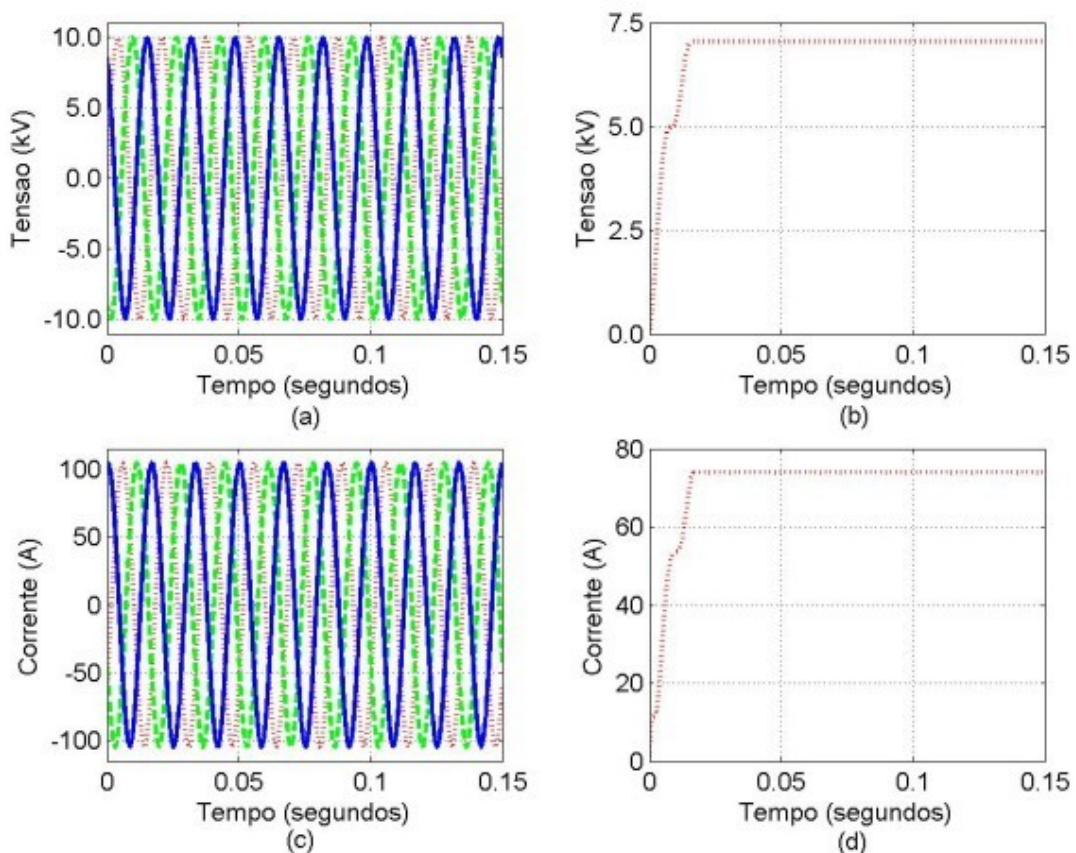 10.0
5.0
0.0
-5.0
-10.0
Tensao (kV)
0
0.05
0.1
0.15
Tempo (segundos)
(a)
7.5
5.0
2.5
0.0
Tensao (kV)
0
0.05
0.1
0.15
Tempo (segundos)
(b)
100
50
0
-50
-100
Corrente (A)
0
0.05
0.1
0.15
Tempo (segundos)
(c)
80
60
40
20
0
Corrente (A)
0
0.05
0.1
0.15
Tempo (segundos)
(d)